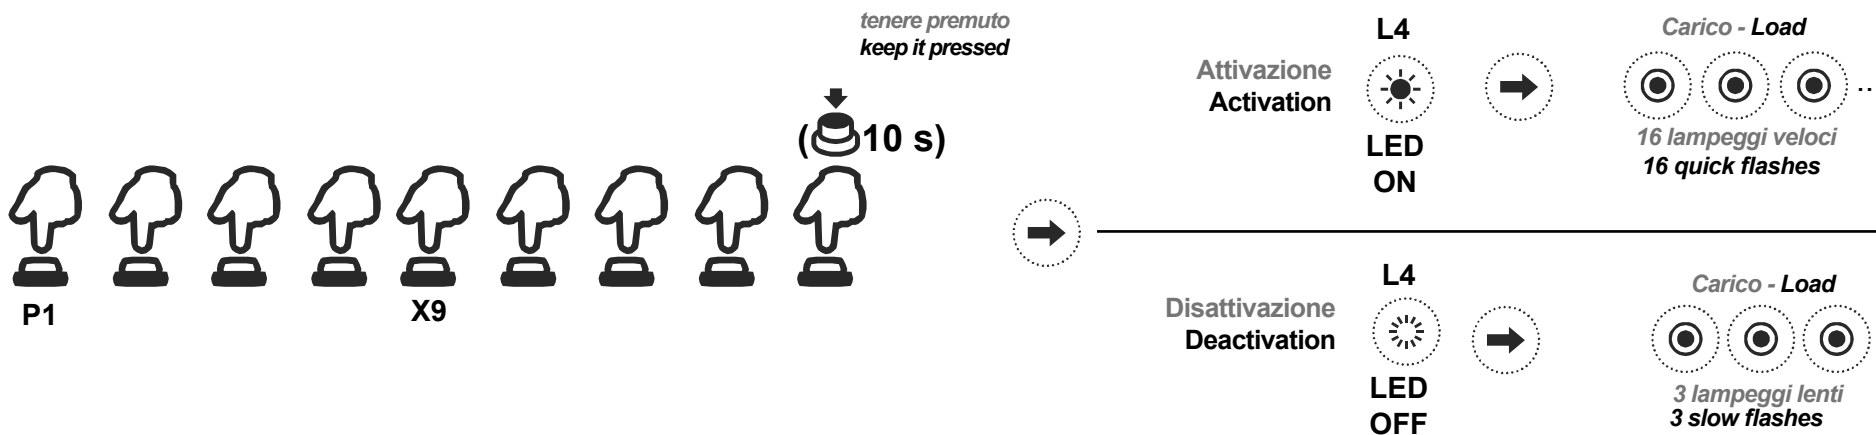 tenere premuto
keep it pressed
(10 s)
P1
X9
Attivazione
Activation
L4
LED
ON
Carico - Load
...
16 lampeggi veloci
16 quick flashes
Disattivazione
Deactivation
L4
LED
OFF
Carico - Load
3 lampeggi lenti
3 slow flashes